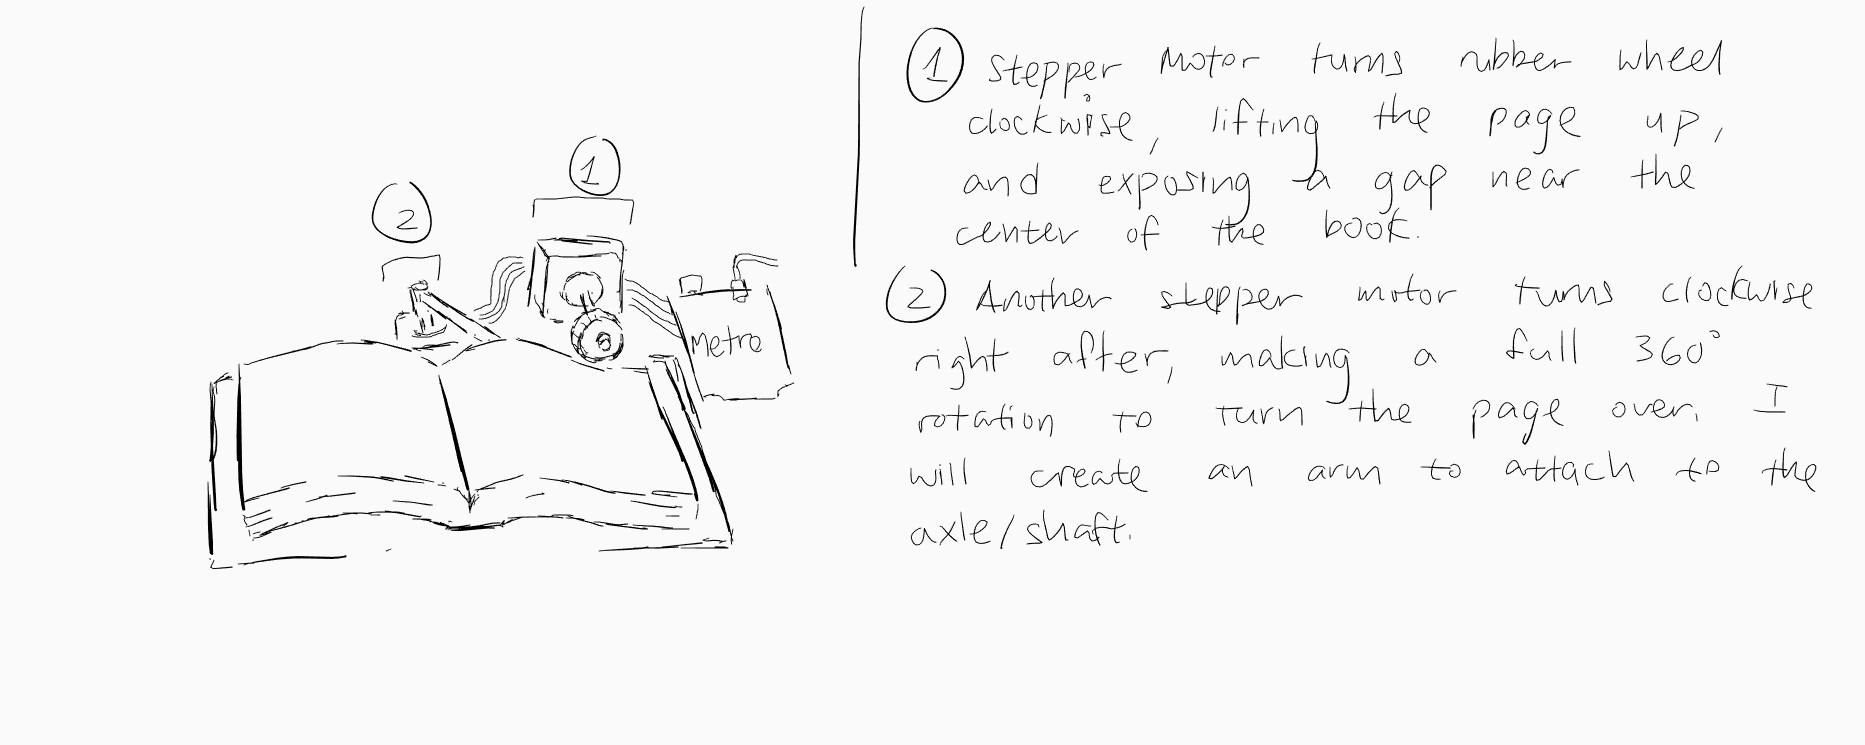 1
2
Metro
1 Stepper Motor turns rubber wheel
clockwise, lifting the page up,
and exposing a gap near the
center of the book.
2 Another stepper motor turns clockwise
right after, making a full 360°
rotation to turn the page over. I
will create an arm to attach to the
axle/shaft.